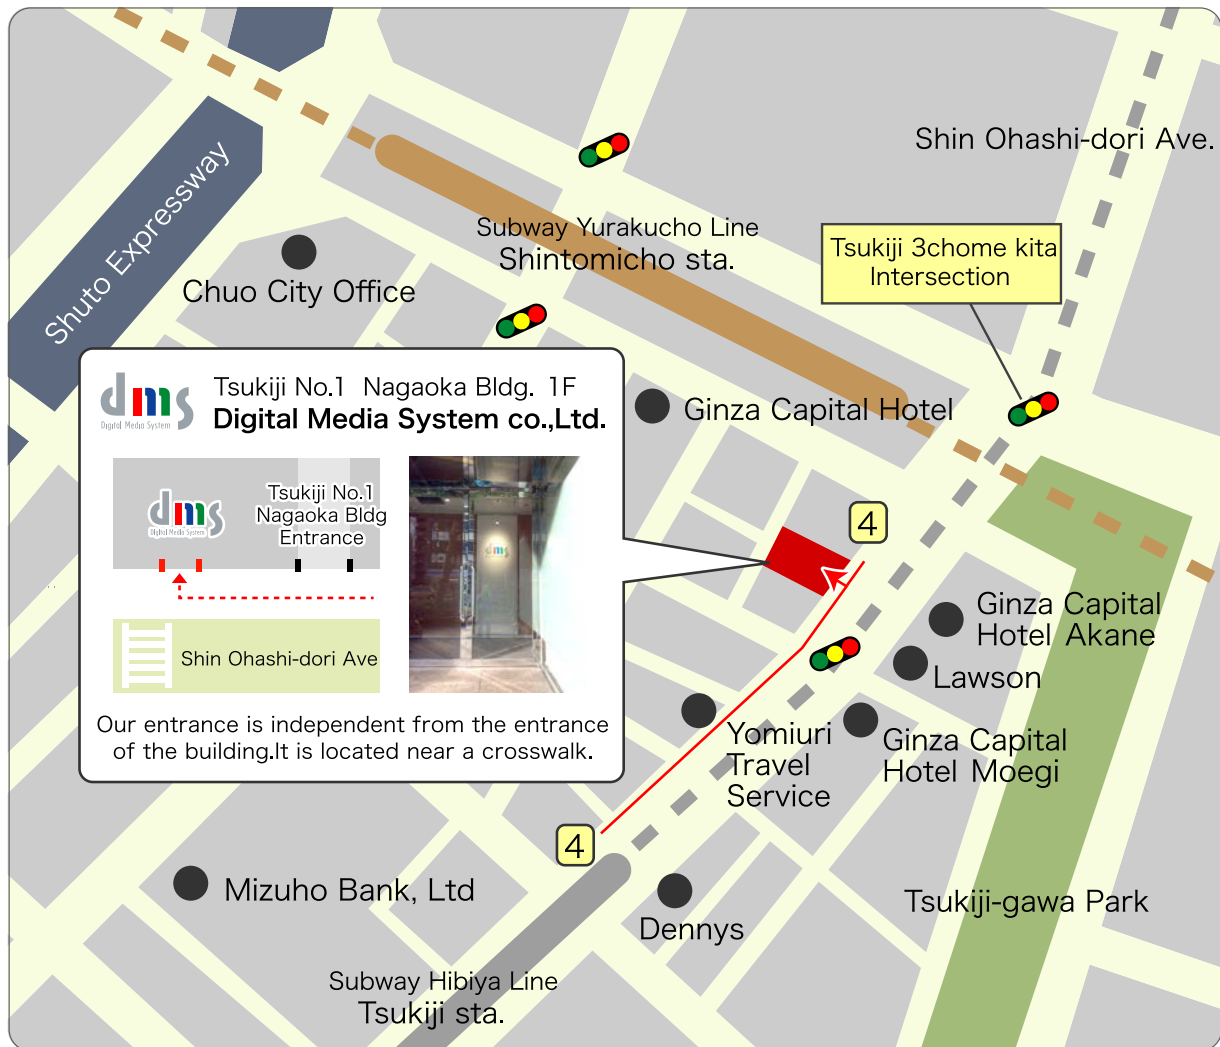 Shin Ohashi-dori Ave.
Shuto Expressway
Subway Yurakucho Line
Shintomicho sta.
Tsukiji 3chome kita
Intersection
Chuo City Office
dms
Digital Media System
Tsukiji No.1 Nagaoka Bldg. 1F
Digital Media System co.,Ltd.
Ginza Capital Hotel
dms
Digital Media System
Tsukiji No.1
Nagaoka Bldg
Entrance
dms
4
Shin Ohashi-dori Ave
Our entrance is independent from the entrance
of the building.It is located near a crosswalk.
Ginza Capital
Hotel Akane
Lawson
Yomiuri
Travel
Service
Ginza Capital
Hotel Moegi
4
Mizuho Bank, Ltd
Dennys
Tsukiji-gawa Park
Subway Hibiya Line
Tsukiji sta.